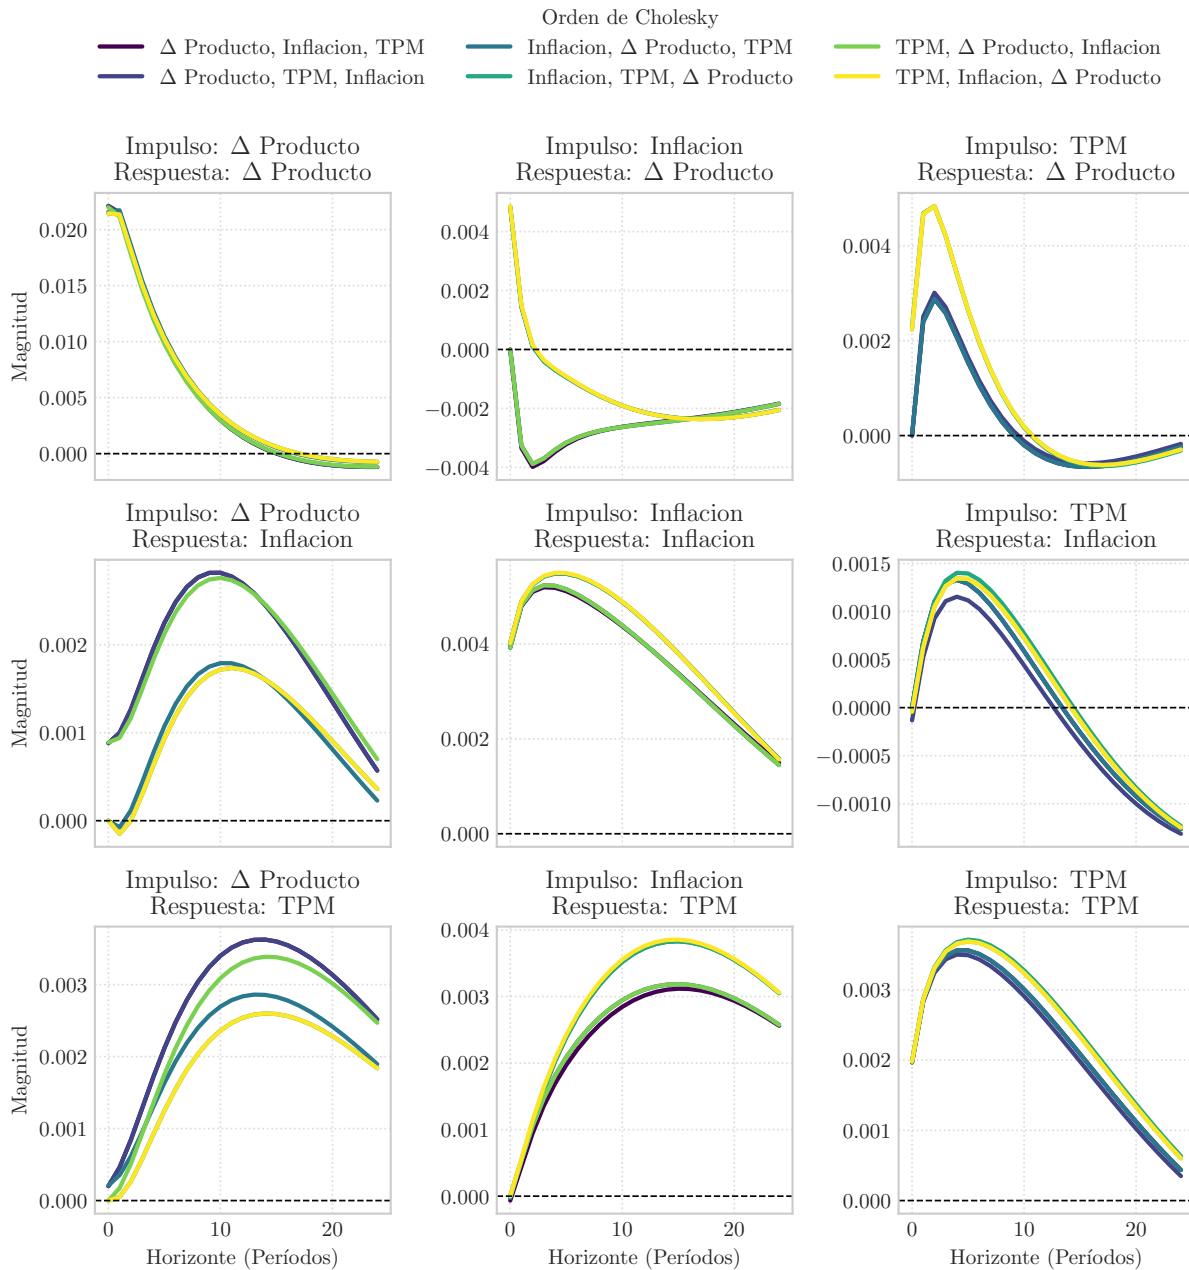 Orden de Cholesky
Δ Producto, Inflacion, TPM
Inflacion, Δ Producto, TPM
TPM, Δ Producto, Inflacion
Δ Producto, TPM, Inflacion
Inflacion, TPM, Δ Producto
TPM, Inflacion, Δ Producto
Impulso: Δ Producto
Respuesta: Δ Producto
Impulso: Inflacion
Respuesta: Δ Producto
Impulso: TPM
Respuesta: Δ Producto
Magnitud
0.020
0.015
0.010
0.005
0.000
0.004
0.002
0.000
−0.002
−0.004
0.004
0.002
0.000
Impulso: Δ Producto
Respuesta: Inflacion
Impulso: Inflacion
Respuesta: Inflacion
Impulso: TPM
Respuesta: Inflacion
Magnitud
0.002
0.001
0.000
0.004
0.002
0.000
0.0015
0.0010
0.0005
0.0000
−0.0005
−0.0010
Impulso: Δ Producto
Respuesta: TPM
Impulso: Inflacion
Respuesta: TPM
Impulso: TPM
Respuesta: TPM
Magnitud
0.003
0.002
0.001
0.000
0.004
0.003
0.002
0.001
0.000
0.003
0.002
0.001
0.000
0 10 20
0 10 20
0 10 20
Horizonte (Períodos)
Horizonte (Períodos)
Horizonte (Períodos)